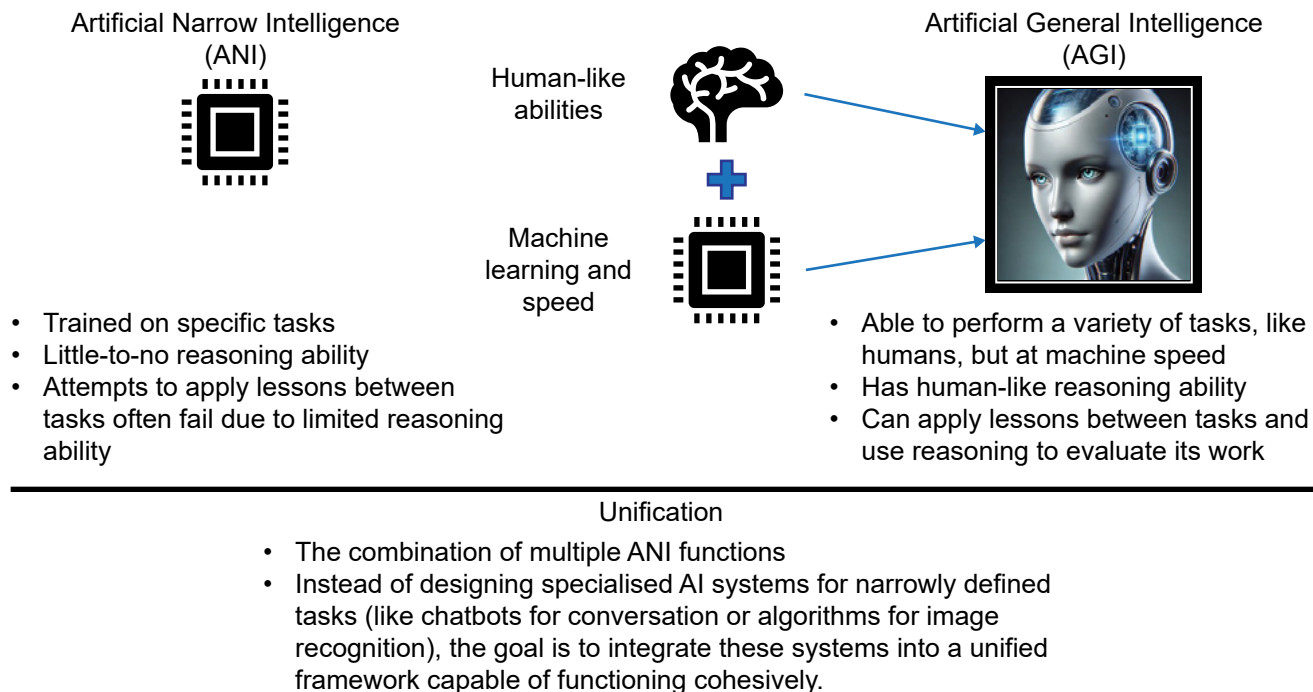 Artificial Narrow Intelligence
(ANI)
Human-like
abilities
Machine
learning and
speed
Artificial General Intelligence
(AGI)
• Trained on specific tasks
• Little-to-no reasoning ability
• Attempts to apply lessons between
tasks often fail due to limited reasoning
ability
• Able to perform a variety of tasks, like
humans, but at machine speed
• Has human-like reasoning ability
• Can apply lessons between tasks and
use reasoning to evaluate its work
Unification
• The combination of multiple ANI functions
• Instead of designing specialised AI systems for narrowly defined
tasks (like chatbots for conversation or algorithms for image
recognition), the goal is to integrate these systems into a unified
framework capable of functioning cohesively.